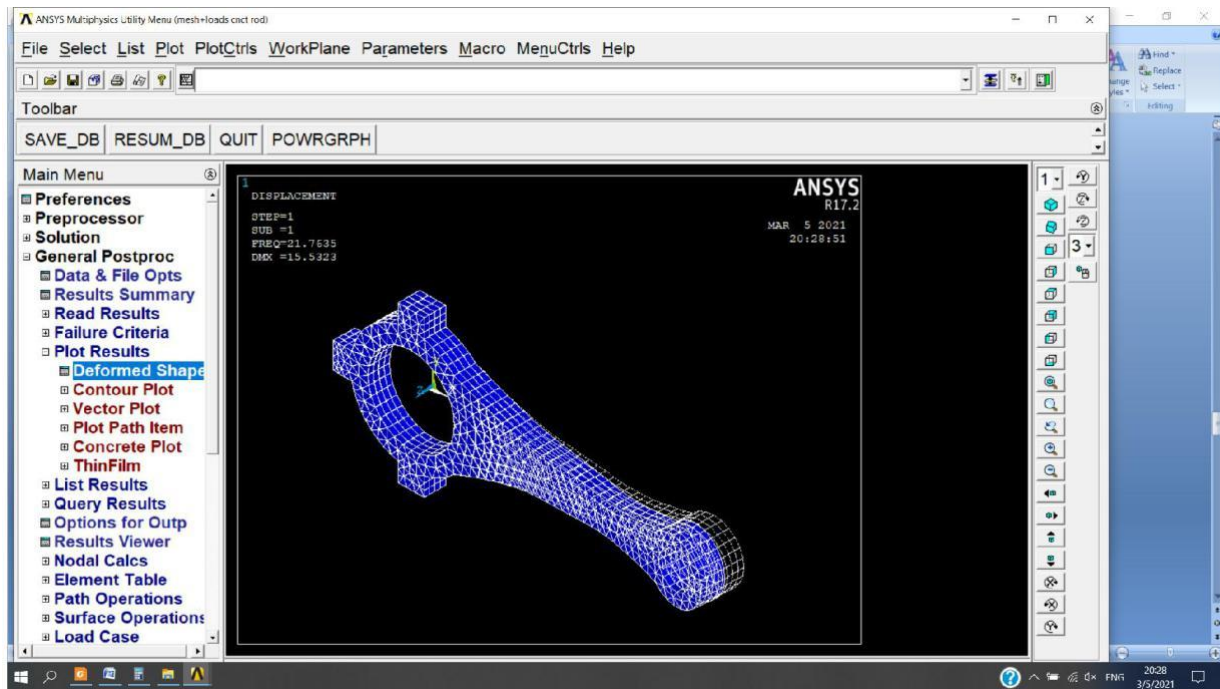 ANSYS Multiphysics Utility Menu (mesh+loads cnct rod)
File Select List Plot PlotCtrls WorkPlane Parameters Macro MenuCtrls Help
Toolbar
SAVE_DB RESUM_DB QUIT POWRGRPH
Main Menu
Preferences
Preprocessor
Solution
General Postproc
Data & File Opts
Results Summary
Read Results
Failure Criteria
Plot Results
Deformed Shape
Contour Plot
Vector Plot
Plot Path Item
Concrete Plot
ThinFilm
List Results
Query Results
Options for Outp
Results Viewer
Nodal Calcs
Element Table
Path Operations
Surface Operations
Load Case
1
DISPLACEMENT
STEP=1
SUB =1
FREQ=21.7635
DMX =15.5323
ANSYS
R17.2
MAR 5 2021
20:28:51
1
3
Find
Replace
Select
Editing
ENG
20:28
3/5/2021